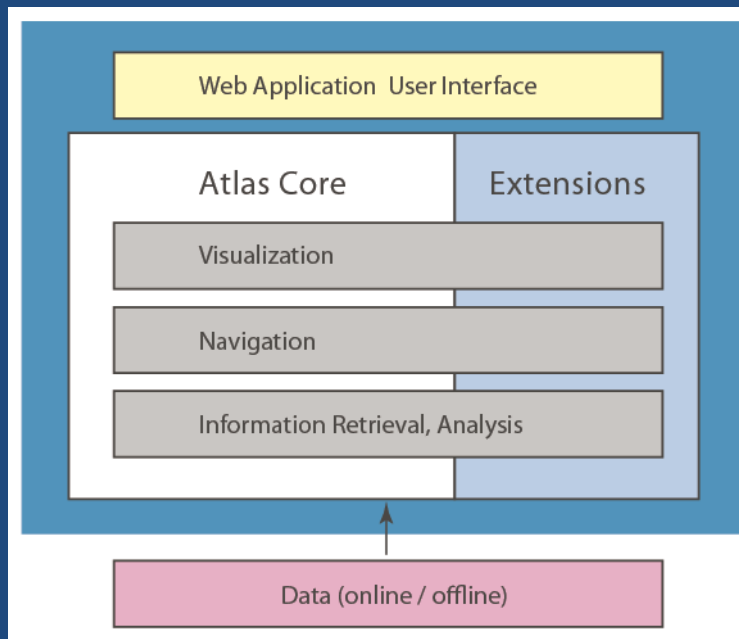 Web Application User Interface
Atlas Core
Extensions
Visualization
Navigation
Information Retrieval, Analysis
Data (online / offline)